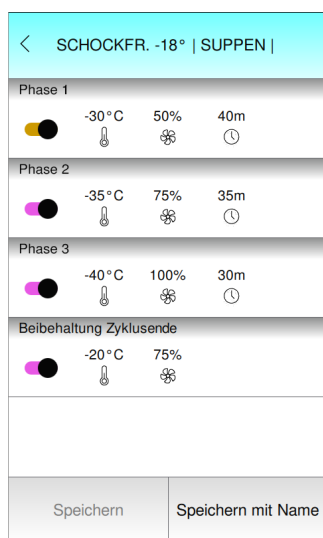 SCHOCKFR. -18° | SUPPEN |
Phase 1
-30°C 50% 40m
Phase 2
-35°C 75% 35m
Phase 3
-40°C 100% 30m
Beibehaltung Zyklusende
-20°C 75%
Speichern Speichern mit Name